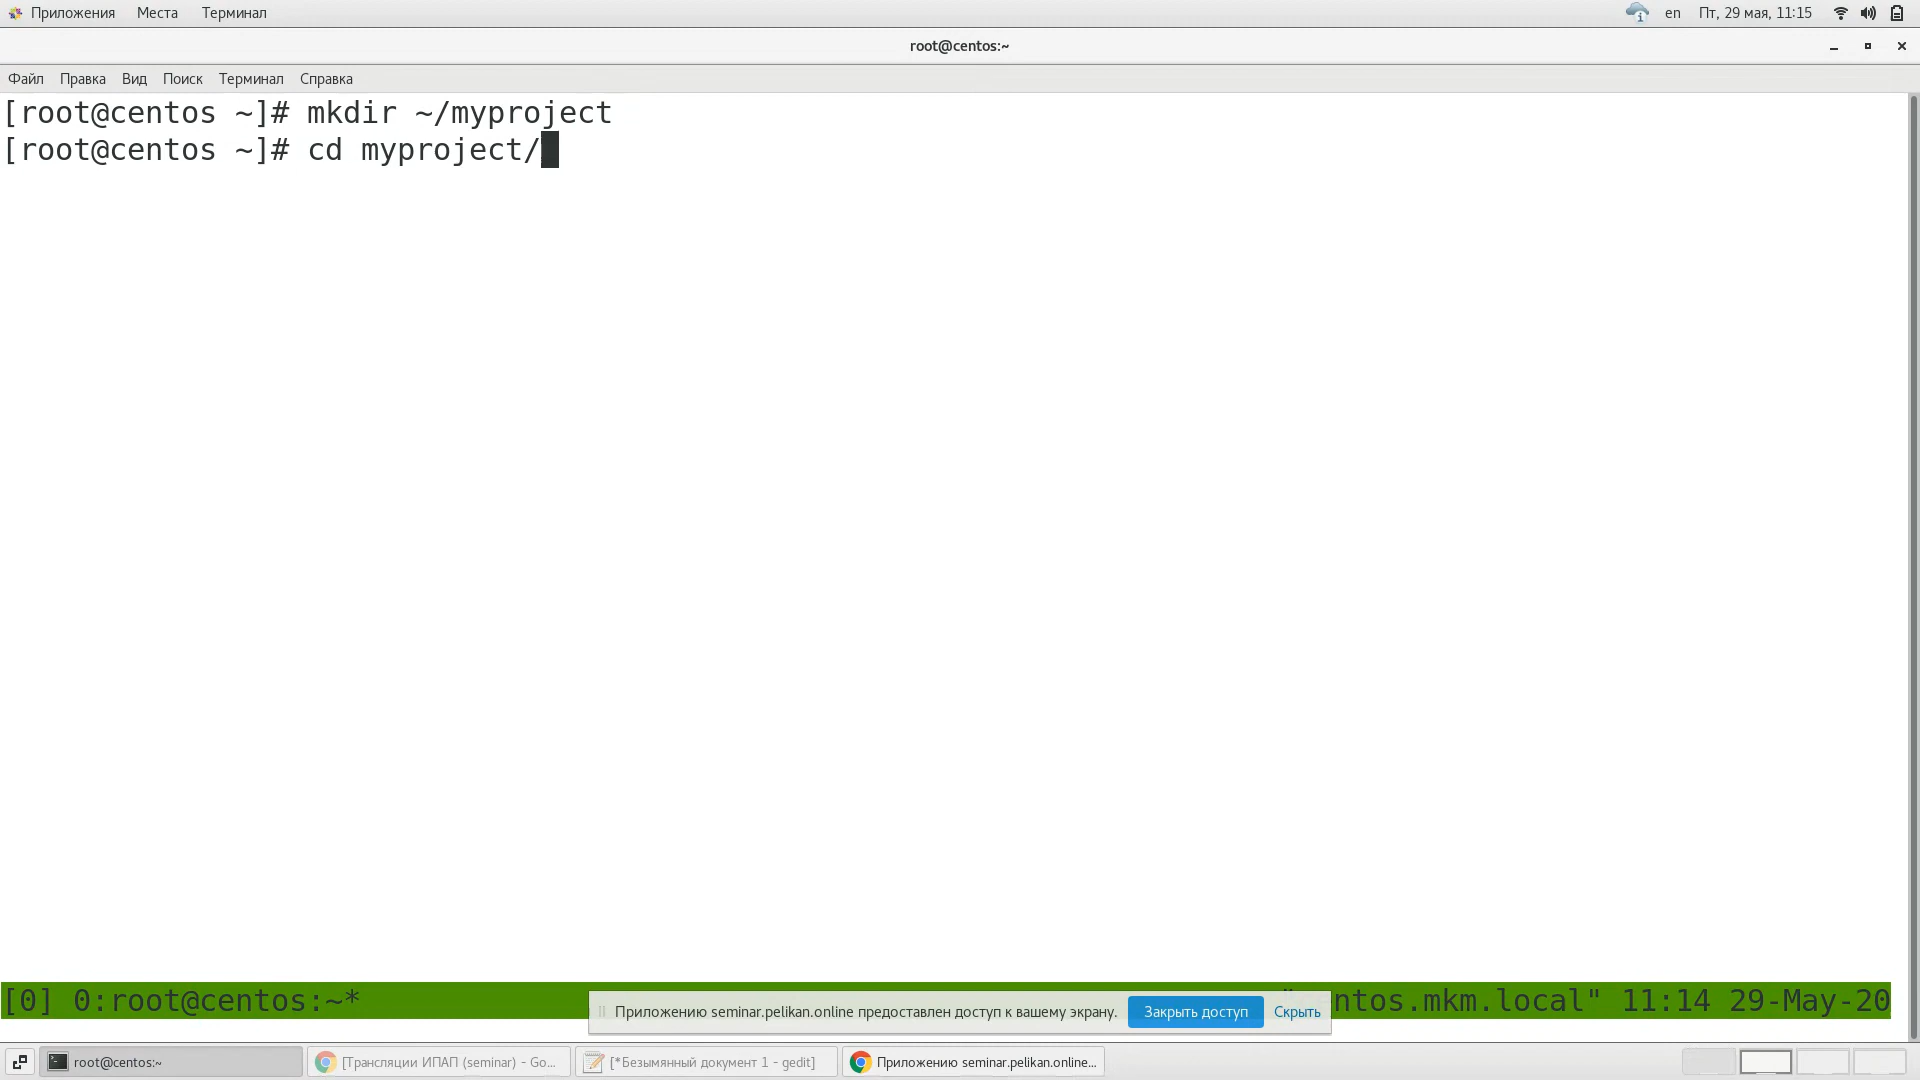 Приложения Места Терминал en Пт, 29 мая, 11:15
root@centos:~
Файл Правка Вид Поиск Терминал Справка
[root@centos ~]# mkdir ~/myproject
[root@centos ~]# cd myproject/
[0] 0:root@centos:~* "centos.mkm.local" 11:14 29-May-20
Приложению seminar.pelikan.online предоставлен доступ к вашему экрану. Закрыть доступ Скрыть
root@centos:~ [Трансляции ИПАП (seminar) - Go... [*Безымянный документ 1 - gedit] Приложению seminar.pelikan.online...